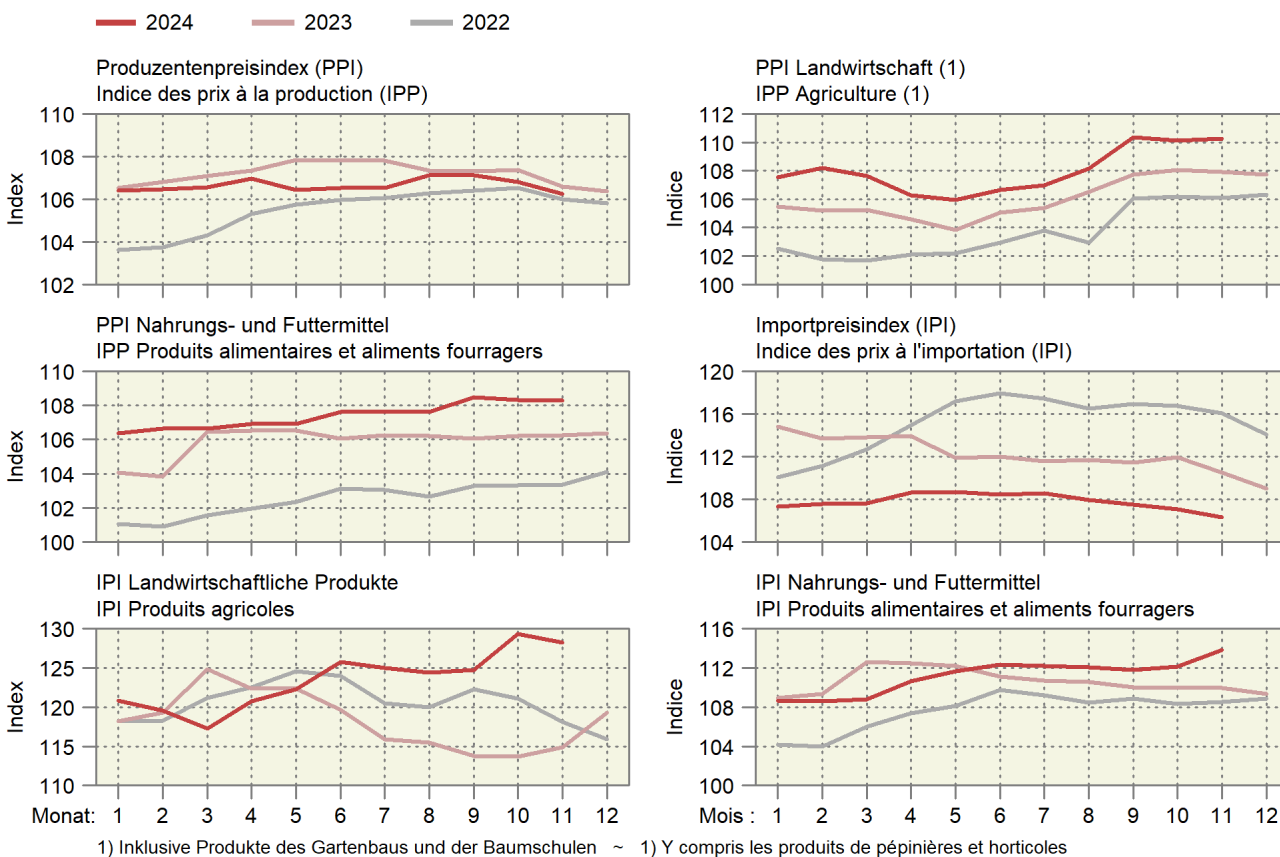 2024 2023 2022
Produzentenpreisindex (PPI)
Indice des prix à la production (IPP)
Index
110
108
106
104
102
PPI Landwirtschaft (1)
IPP Agriculture (1)
Indice
112
110
108
106
104
102
100
PPI Nahrungs- und Futtermittel
IPP Produits alimentaires et aliments fourragers
Index
110
108
106
104
102
100
Importpreisindex (IPI)
Indice des prix à l'importation (IPI)
Indice
120
116
112
108
104
IPI Landwirtschaftliche Produkte
IPI Produits agricoles
Index
130
125
120
115
110
Monat: 1 2 3 4 5 6 7 8 9 10 11 12
IPI Nahrungs- und Futtermittel
IPI Produits alimentaires et aliments fourragers
Indice
116
112
108
104
100
Mois : 1 2 3 4 5 6 7 8 9 10 11 12
1) Inklusive Produkte des Gartenbaus und der Baumschulen ~ 1) Y compris les produits de pépinières et horticoles